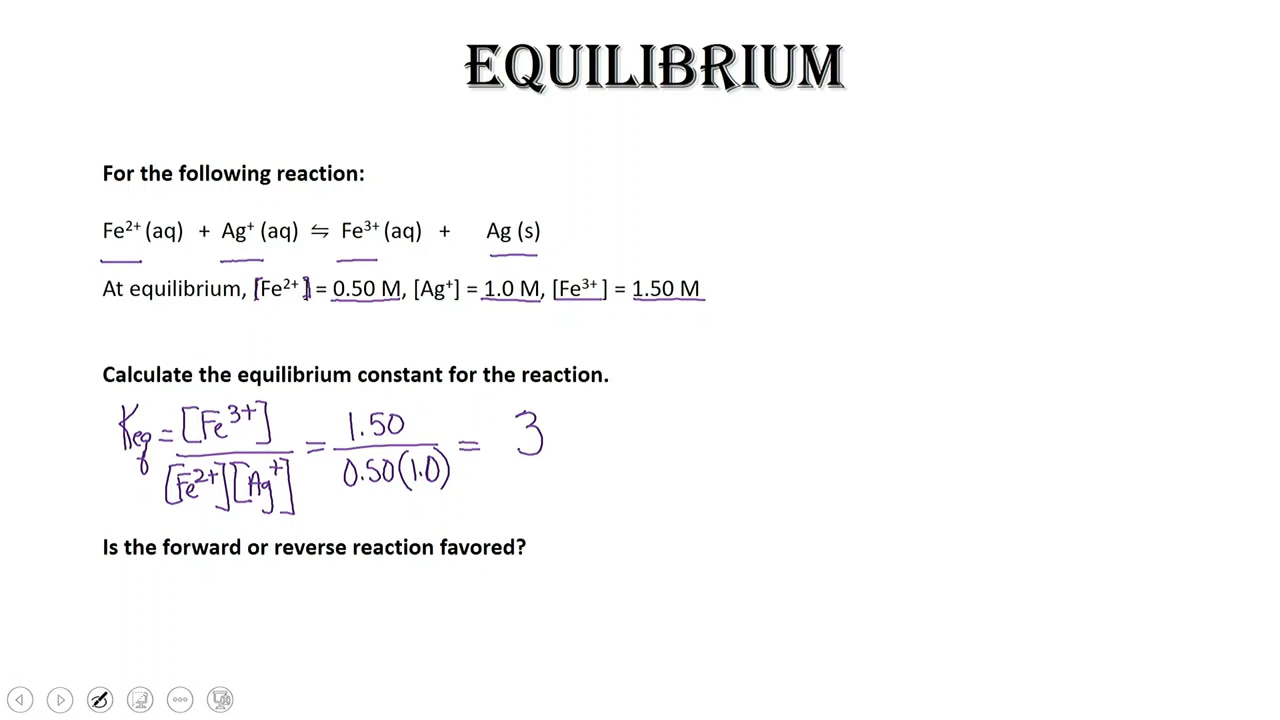 EQUILIBRIUM
For the following reaction:
Fe²⁺ (aq) + Ag⁺ (aq) ⇋ Fe³⁺ (aq) + Ag (s)
At equilibrium, [Fe²⁺] = 0.50 M, [Ag⁺] = 1.0 M, [Fe³⁺] = 1.50 M
Calculate the equilibrium constant for the reaction.
Keq = [Fe³⁺] / [Fe²⁺][Ag⁺] = 1.50 / 0.50(1.0) = 3
Is the forward or reverse reaction favored?